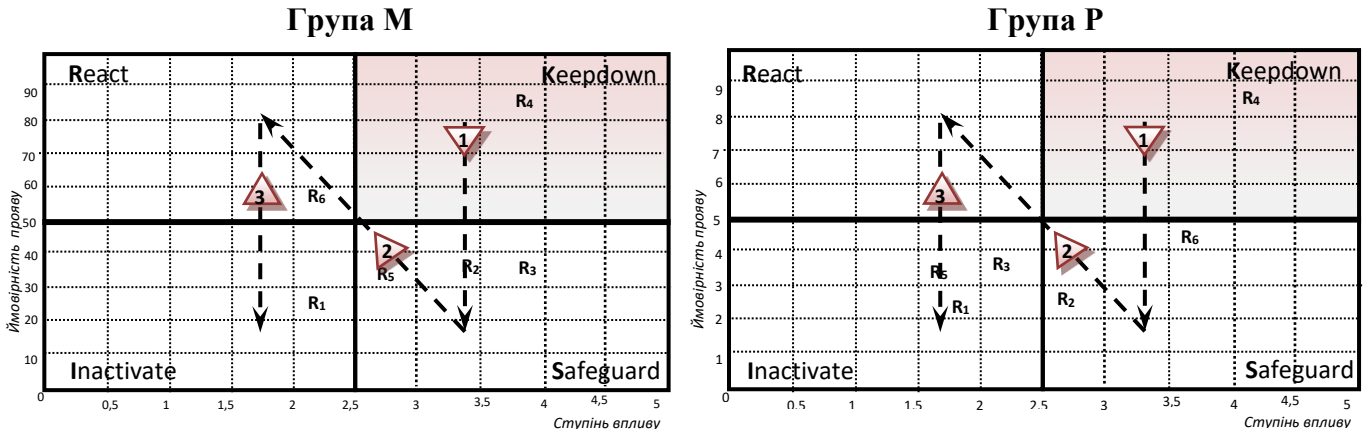 Група М
React
Keepdown
90
R4
80
1
70
60
3
R6
50
2
40
R5
R2
R3
30
R1
20
10
Inactivate
Safeguard
0
0,5
1
1,5
2
2,5
3
3,5
4
4,5
5
Ймовірність прояву
Ступінь впливу
Група Р
React
Keepdown
9
R4
8
1
7
6
3
5
R6
2
4
R5
R3
3
R2
R1
2
1
Inactivate
Safeguard
0
0.5
1
1,5
2
2,5
3
3,5
4
4,5
5
Ймовірність прояву
Ступінь впливу